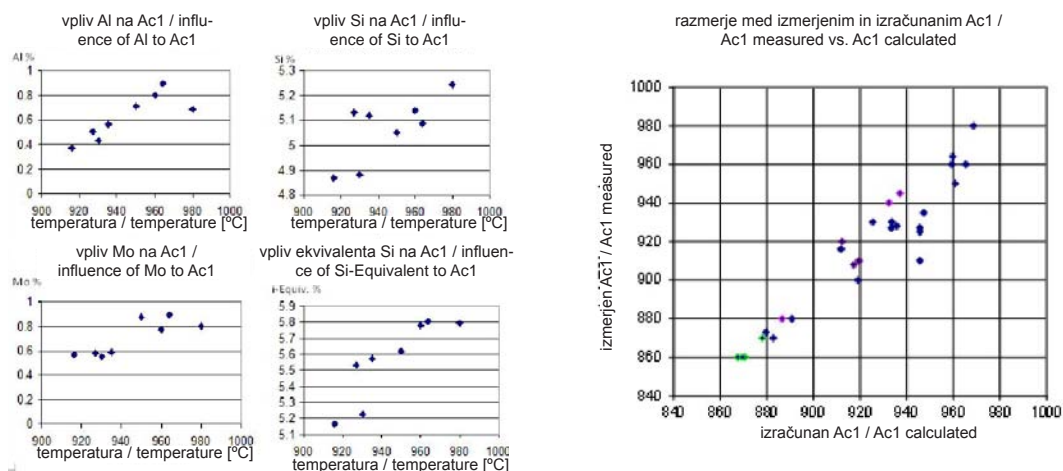 vpliv Al na Ac1 / influ-
ence of Al to Ac1
Al %
1
0.8
0.6
0.4
0.2
0
900 920 940 960 980 1000
temperatura / temperature [ºC]
vpliv Si na Ac1 / influ-
ence of Si to Ac1
Si %
5.3
5.2
5.1
5
4.9
4.8
900 920 940 960 980 1000
temperatura / temperature [ºC]
vpliv Mo na Ac1 /
influence of Mo to Ac1
Mo %
1
0.8
0.6
0.4
0.2
0
900 920 940 960 980 1000
temperatura / temperature [ºC]
vpliv ekvivalenta Si na Ac1 / influen-
ce of Si-Equivalent to Ac1
i-Equiv. %
5.9
5.8
5.7
5.6
5.5
5.4
5.3
5.2
5.1
900 920 940 960 980 1000
temperatura / temperature [ºC]
razmerje med izmerjenim in izračunanim Ac1 /
Ac1 measured vs. Ac1 calculated
izmerjen Ac1 / Ac1 measured
1000
980
960
940
920
900
880
860
840
840 860 880 900 920 940 960 980 1000
izračunan Ac1 / Ac1 calculated